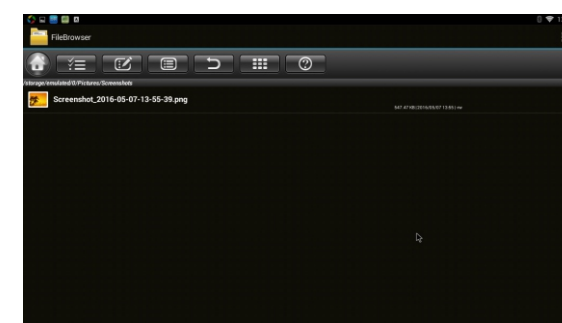 FileBrowser
/storage/emulated/0/Pictures/Screenshots
Screenshot_2016-05-07-13-55-39.png